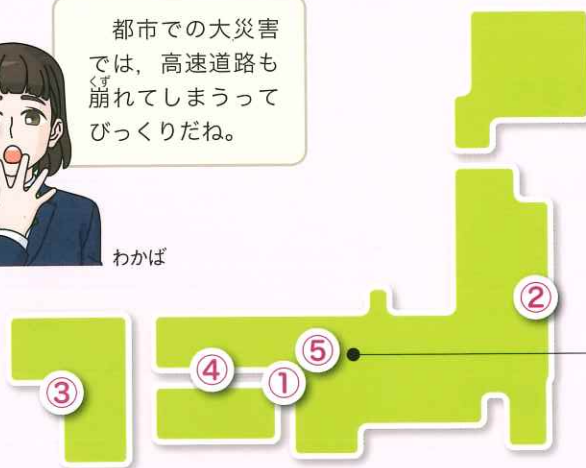 都市での大災害
では，高速道路も
崩れてしまうって
びっくりだね。
くず
わかば
②
⑤
④
①
③